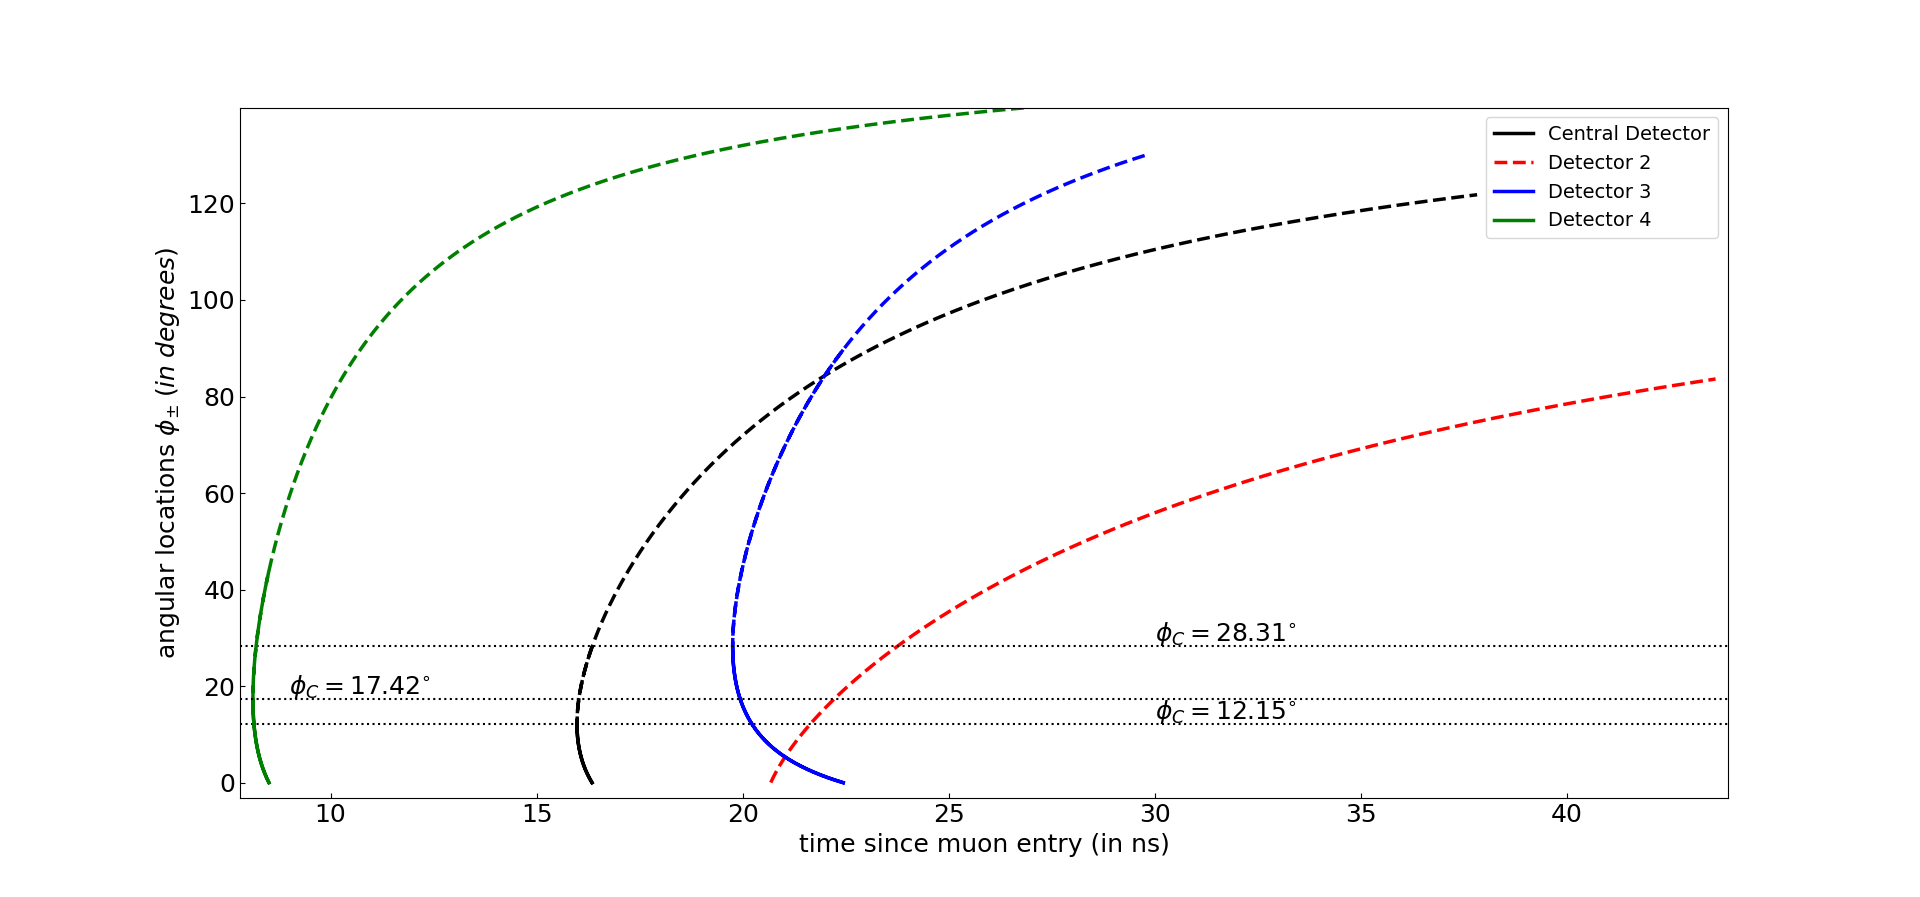 Central Detector
Detector 2
Detector 3
Detector 4
120
100
80
60
40
20
0
angular locations ϕ± (in degrees)
ϕC = 28.31°
ϕC = 17.42°
ϕC = 12.15°
10 15 20 25 30 35 40
time since muon entry (in ns)